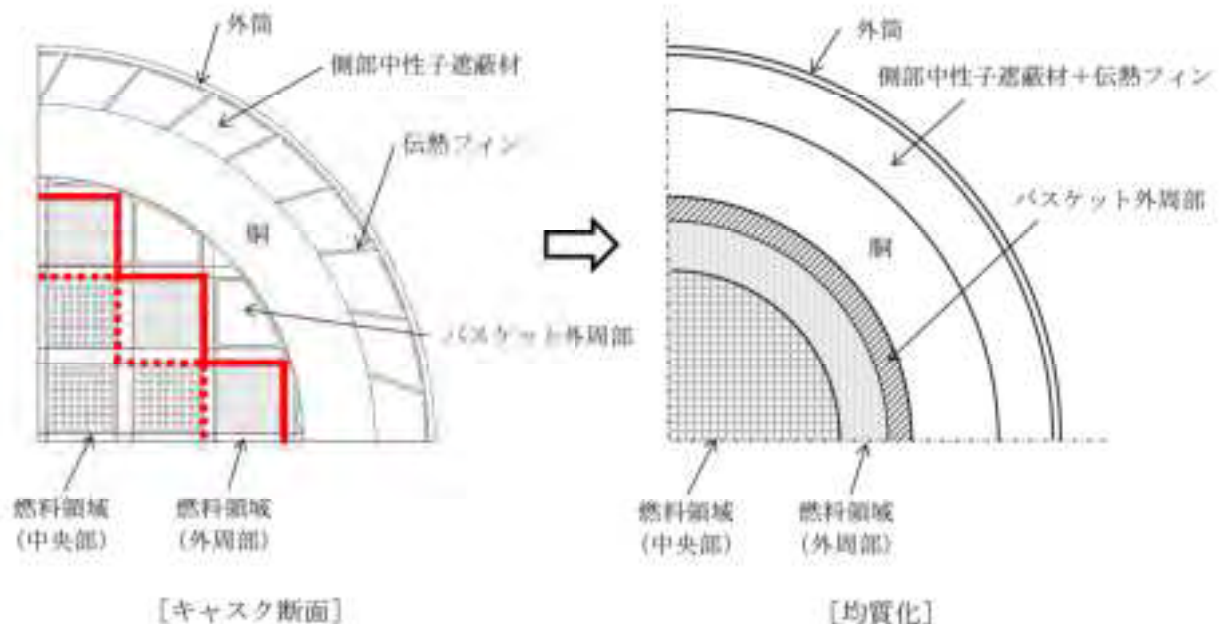 外筒
側部中性子遮蔽材
伝熱フィン
胴
バスケット外周部
燃料領域
(中央部)
燃料領域
(外周部)
[キャスク断面]
外筒
側部中性子遮蔽材+伝熱フィン
バスケット外周部
胴
燃料領域
(中央部)
燃料領域
(外周部)
[均質化]